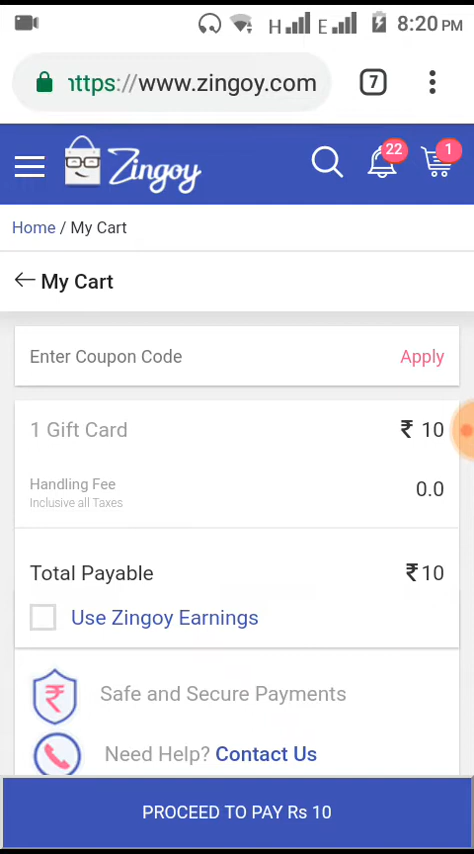 H E 8:20 PM
https://www.zingoy.com 7
Zingoy 22 1
Home / My Cart
← My Cart
Enter Coupon Code Apply
1 Gift Card ₹ 10
Handling Fee 0.0
Inclusive all Taxes
Total Payable ₹10
Use Zingoy Earnings
₹ Safe and Secure Payments
Need Help? Contact Us
PROCEED TO PAY Rs 10